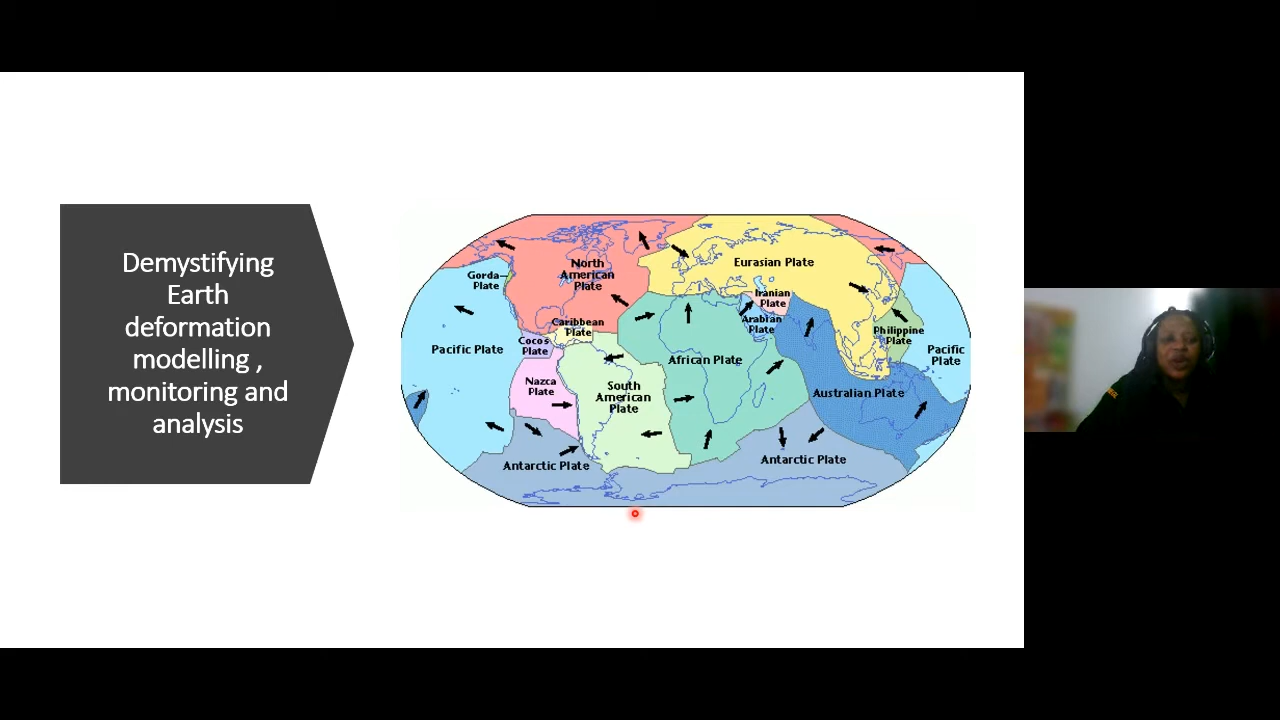 Demystifying
Earth
deformation
modelling ,
monitoring and
analysis
North
American
Plate
Eurasian Plate
Gorda
Plate
Iranian
Plate
Caribbean
Plate
Arabian
Plate
Philippine
Plate
Cocos
Plate
Pacific Plate
African Plate
Pacific
Plate
Nazca
Plate
South
American
Plate
Australian Plate
Antarctic Plate
Antarctic Plate